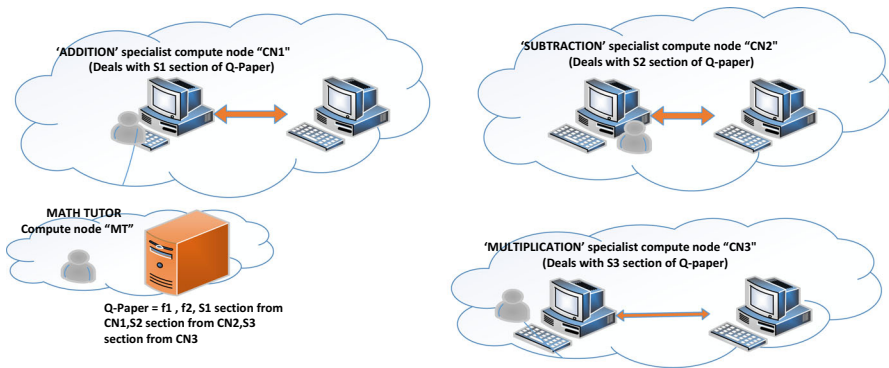 ‘ADDITION’ specialist compute node “CN1"
(Deals with S1 section of Q-Paper)
‘SUBTRACTION’ specialist compute node “CN2"
(Deals with S2 section of Q-paper)
MATH TUTOR
Compute node “MT”
Q-Paper = f1 , f2, S1 section from
CN1,S2 section from CN2,S3
section from CN3
‘MULTIPLICATION’ specialist compute node “CN3"
(Deals with S3 section of Q-paper)